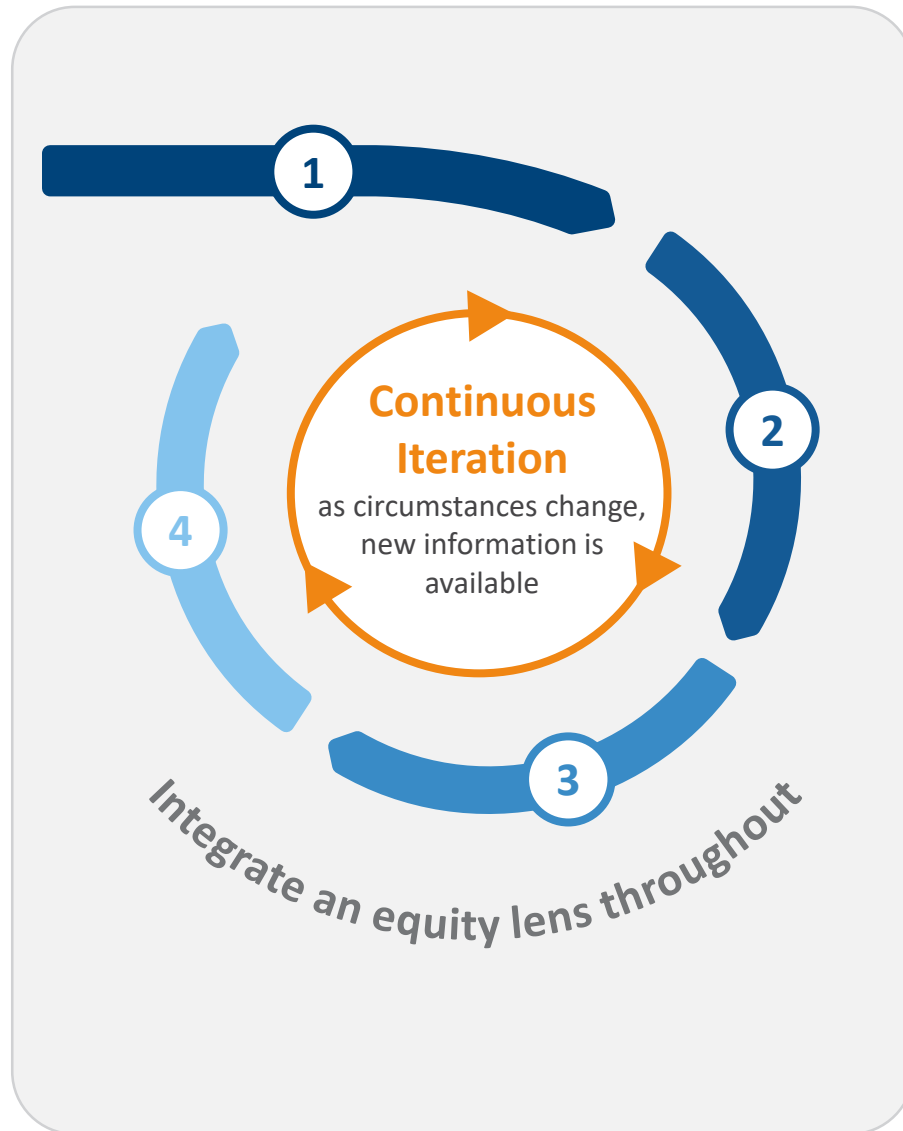 1
2
Continuous
Iteration
as circumstances change,
new information is
available
4
3
Integrate an equity lens throughout